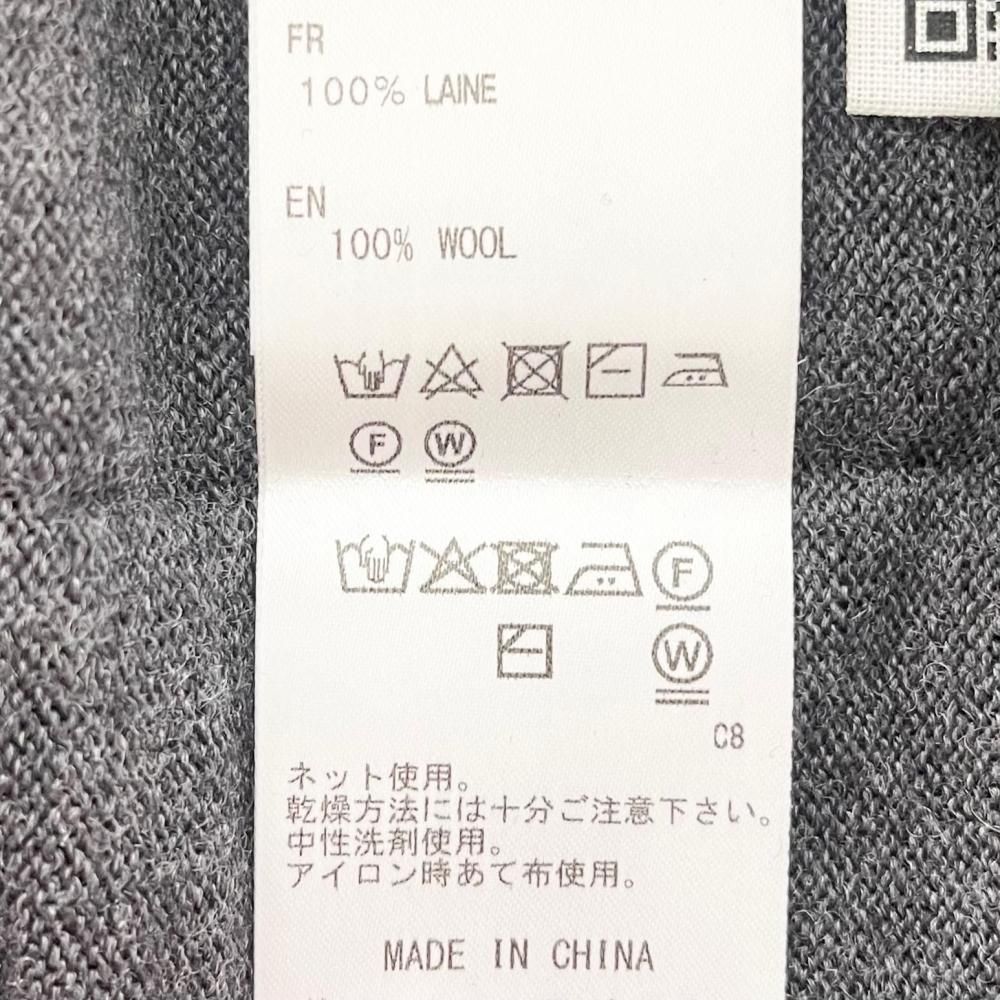 FR
100% LAINE
EN
100% WOOL
F W
F
W
C8
ネット使用。
乾燥方法には十分ご注意下さい。
中性洗剤使用。
アイロン時あて布使用。
MADE IN CHINA